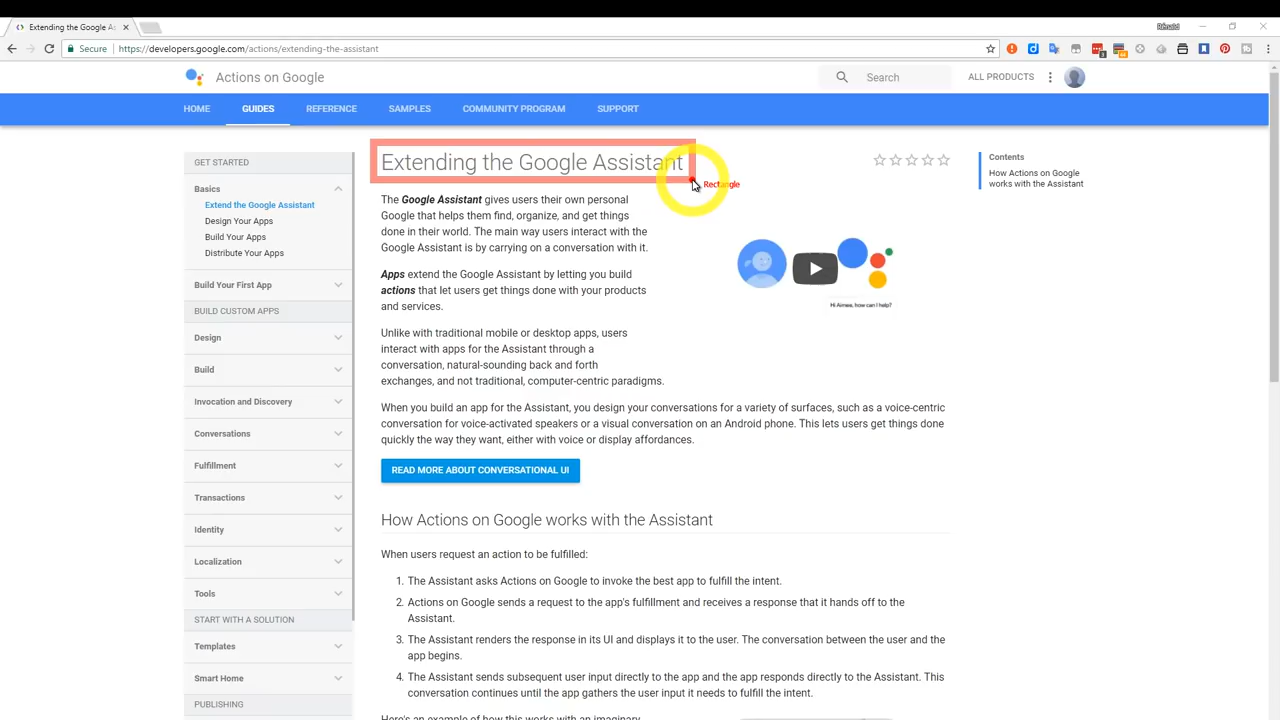 Extending the Google As
Rénald
Secure
https://developers.google.com/actions/extending-the-assistant
Actions on Google
Search
ALL PRODUCTS
HOME
GUIDES
REFERENCE
SAMPLES
COMMUNITY PROGRAM
SUPPORT
GET STARTED
Basics
Extend the Google Assistant
Design Your Apps
Build Your Apps
Distribute Your Apps
Build Your First App
BUILD CUSTOM APPS
Design
Build
Invocation and Discovery
Conversations
Fulfillment
Transactions
Identity
Localization
Tools
START WITH A SOLUTION
Templates
Smart Home
PUBLISHING
Extending the Google Assistant
Rectangle
The Google Assistant gives users their own personal
Google that helps them find, organize, and get things
done in their world. The main way users interact with the
Google Assistant is by carrying on a conversation with it.
Apps extend the Google Assistant by letting you build
actions that let users get things done with your products
and services.
Unlike with traditional mobile or desktop apps, users
interact with apps for the Assistant through a
conversation, natural-sounding back and forth
exchanges, and not traditional, computer-centric paradigms.
Hi Aimee, how can I help?
When you build an app for the Assistant, you design your conversations for a variety of surfaces, such as a voice-centric
conversation for voice-activated speakers or a visual conversation on an Android phone. This lets users get things done
quickly the way they want, either with voice or display affordances.
READ MORE ABOUT CONVERSATIONAL UI
How Actions on Google works with the Assistant
When users request an action to be fulfilled:
1. The Assistant asks Actions on Google to invoke the best app to fulfill the intent.
2. Actions on Google sends a request to the app's fulfillment and receives a response that it hands off to the
Assistant.
3. The Assistant renders the response in its UI and displays it to the user. The conversation between the user and the
app begins.
4. The Assistant sends subsequent user input directly to the app and the app responds directly to the Assistant. This
conversation continues until the app gathers the user input it needs to fulfill the intent.
Here's an example of how this works with an imaginary
Contents
How Actions on Google
works with the Assistant